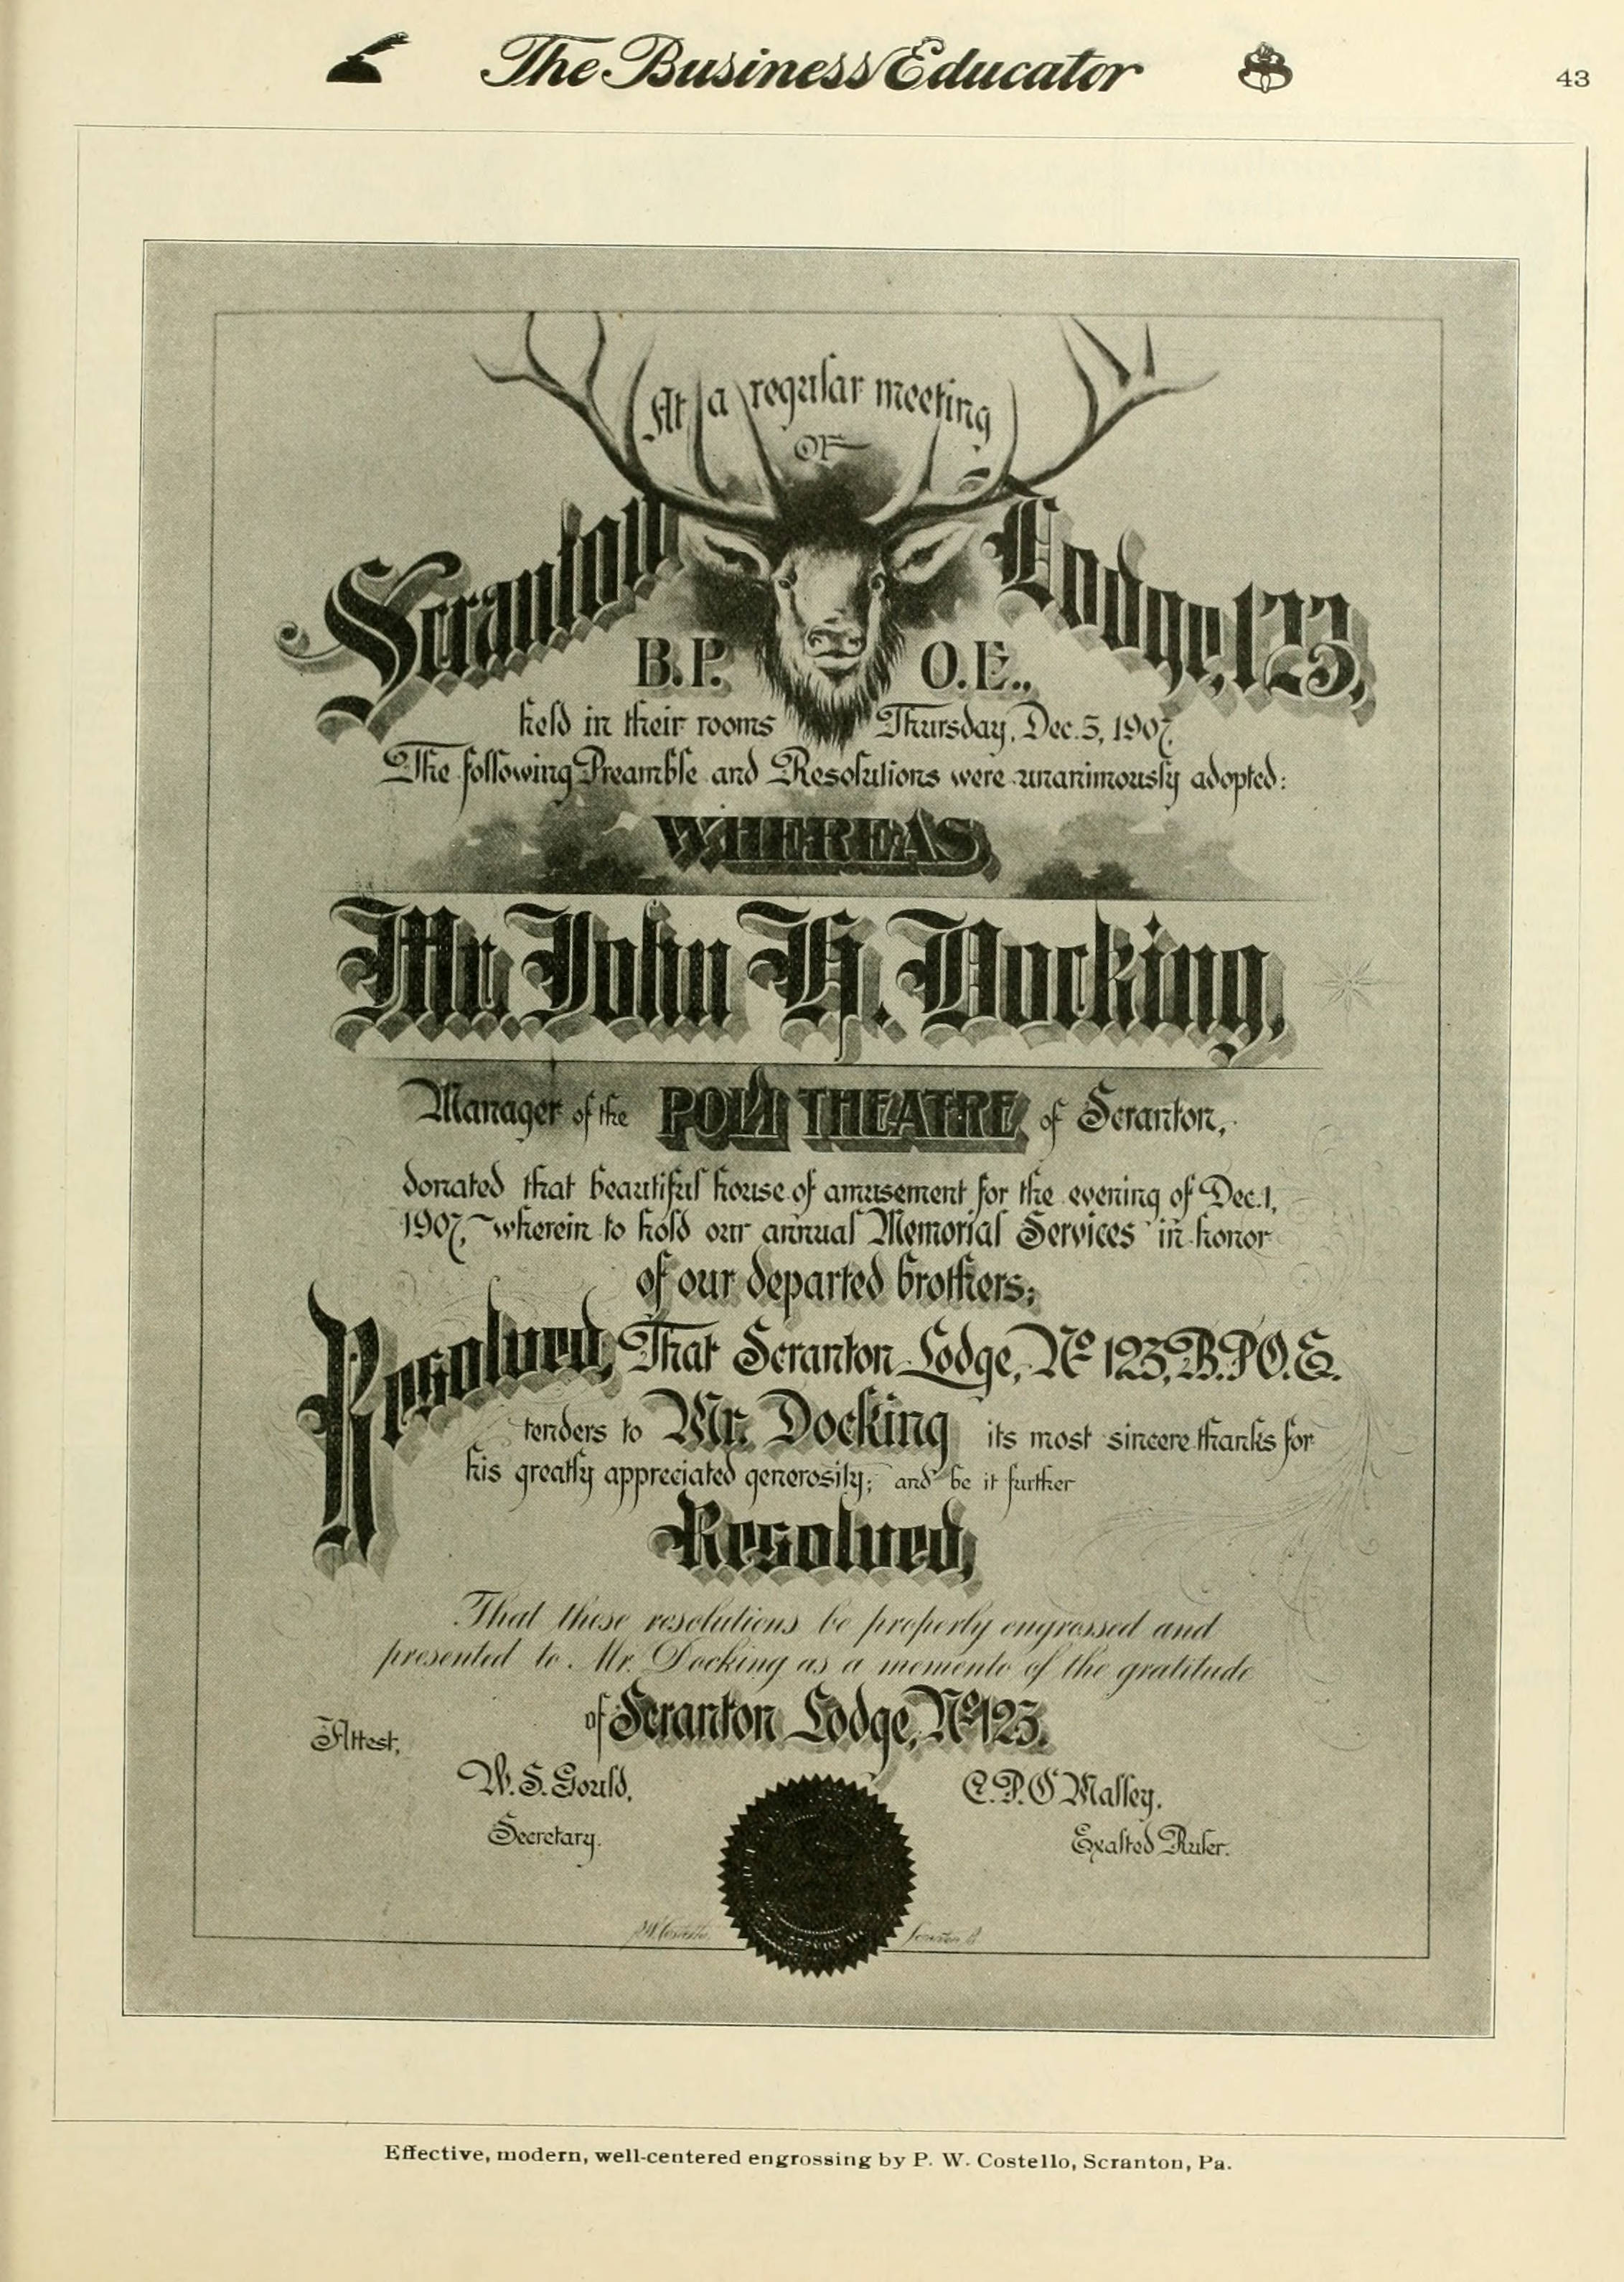 The Business Educator
43
At a regular meeting
OF
Scranton Lodge, 123,
B.P. O.E.,
held in their rooms Thursday, Dec. 5, 1907,
The following Preamble and Resolutions were unanimously adopted:
WHEREAS,
Mr. John H. Docking,
Manager of the POLI THEATRE of Scranton,
donated that beautiful house of amusement for the evening of Dec. 1,
1907, wherein to hold our annual Memorial Services in honor
of our departed brothers;
Resolved, That Scranton Lodge, No 123, B.P.O.E.
tenders to Mr. Docking its most sincere thanks for
his greatly appreciated generosity; and be it further
Resolved,
That these resolutions be properly engrossed and
presented to Mr. Docking as a memento of the gratitude
of Scranton Lodge, No 123.
Attest,
W. S. Gould, C. P. O'Malley,
Secretary. Exalted Ruler.
P.W. Costello, Scranton Pa
Effective, modern, well-centered engrossing by P. W. Costello, Scranton, Pa.